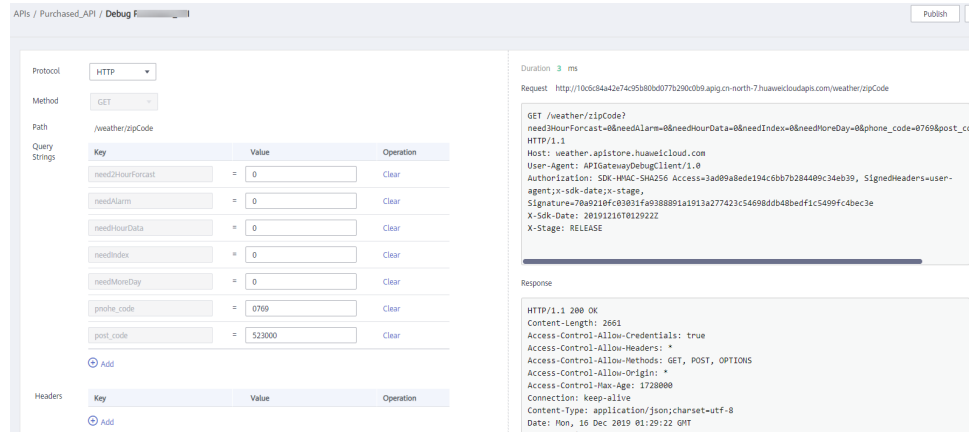 APIs / Purchased_API / Debug
Publish
Protocol
HTTP
Method
GET
Path
/weather/zipCode
Query Strings
Key Value Operation
need2HourForcast = 0 Clear
needAlarm = 0 Clear
needHourData = 0 Clear
needIndex = 0 Clear
needMoreDay = 0 Clear
pnohe_code = 0769 Clear
post_code = 523000 Clear
Add
Headers
Key Value Operation
Add
Duration 3 ms
Request http://10c6c84a42e74c95b80bd077b290c0b9.apig.cn-north-7.huaweicloudapis.com/weather/zipCode
GET /weather/zipCode?
need3HourForcast=0&needAlarm=0&needHourData=0&needIndex=0&needMoreDay=0&phone_code=0769&post_co
HTTP/1.1
Host: weather.apistore.huaweicloud.com
User-Agent: APIGatewayDebugClient/1.0
Authorization: SDK-HMAC-SHA256 Access=3ad09a8ede194c6bb7b284409c34eb39, SignedHeaders=user-
agent;x-sdk-date;x-stage,
Signature=70a9210fc03031fa9388891a1913a277423c54698ddb48bedf1c5499fc4bec3e
X-Sdk-Date: 20191216T012922Z
X-Stage: RELEASE
Response
HTTP/1.1 200 OK
Content-Length: 2661
Access-Control-Allow-Credentials: true
Access-Control-Allow-Headers: *
Access-Control-Allow-Methods: GET, POST, OPTIONS
Access-Control-Allow-Origin: *
Access-Control-Max-Age: 1728000
Connection: keep-alive
Content-Type: application/json;charset=utf-8
Date: Mon, 16 Dec 2019 01:29:22 GMT